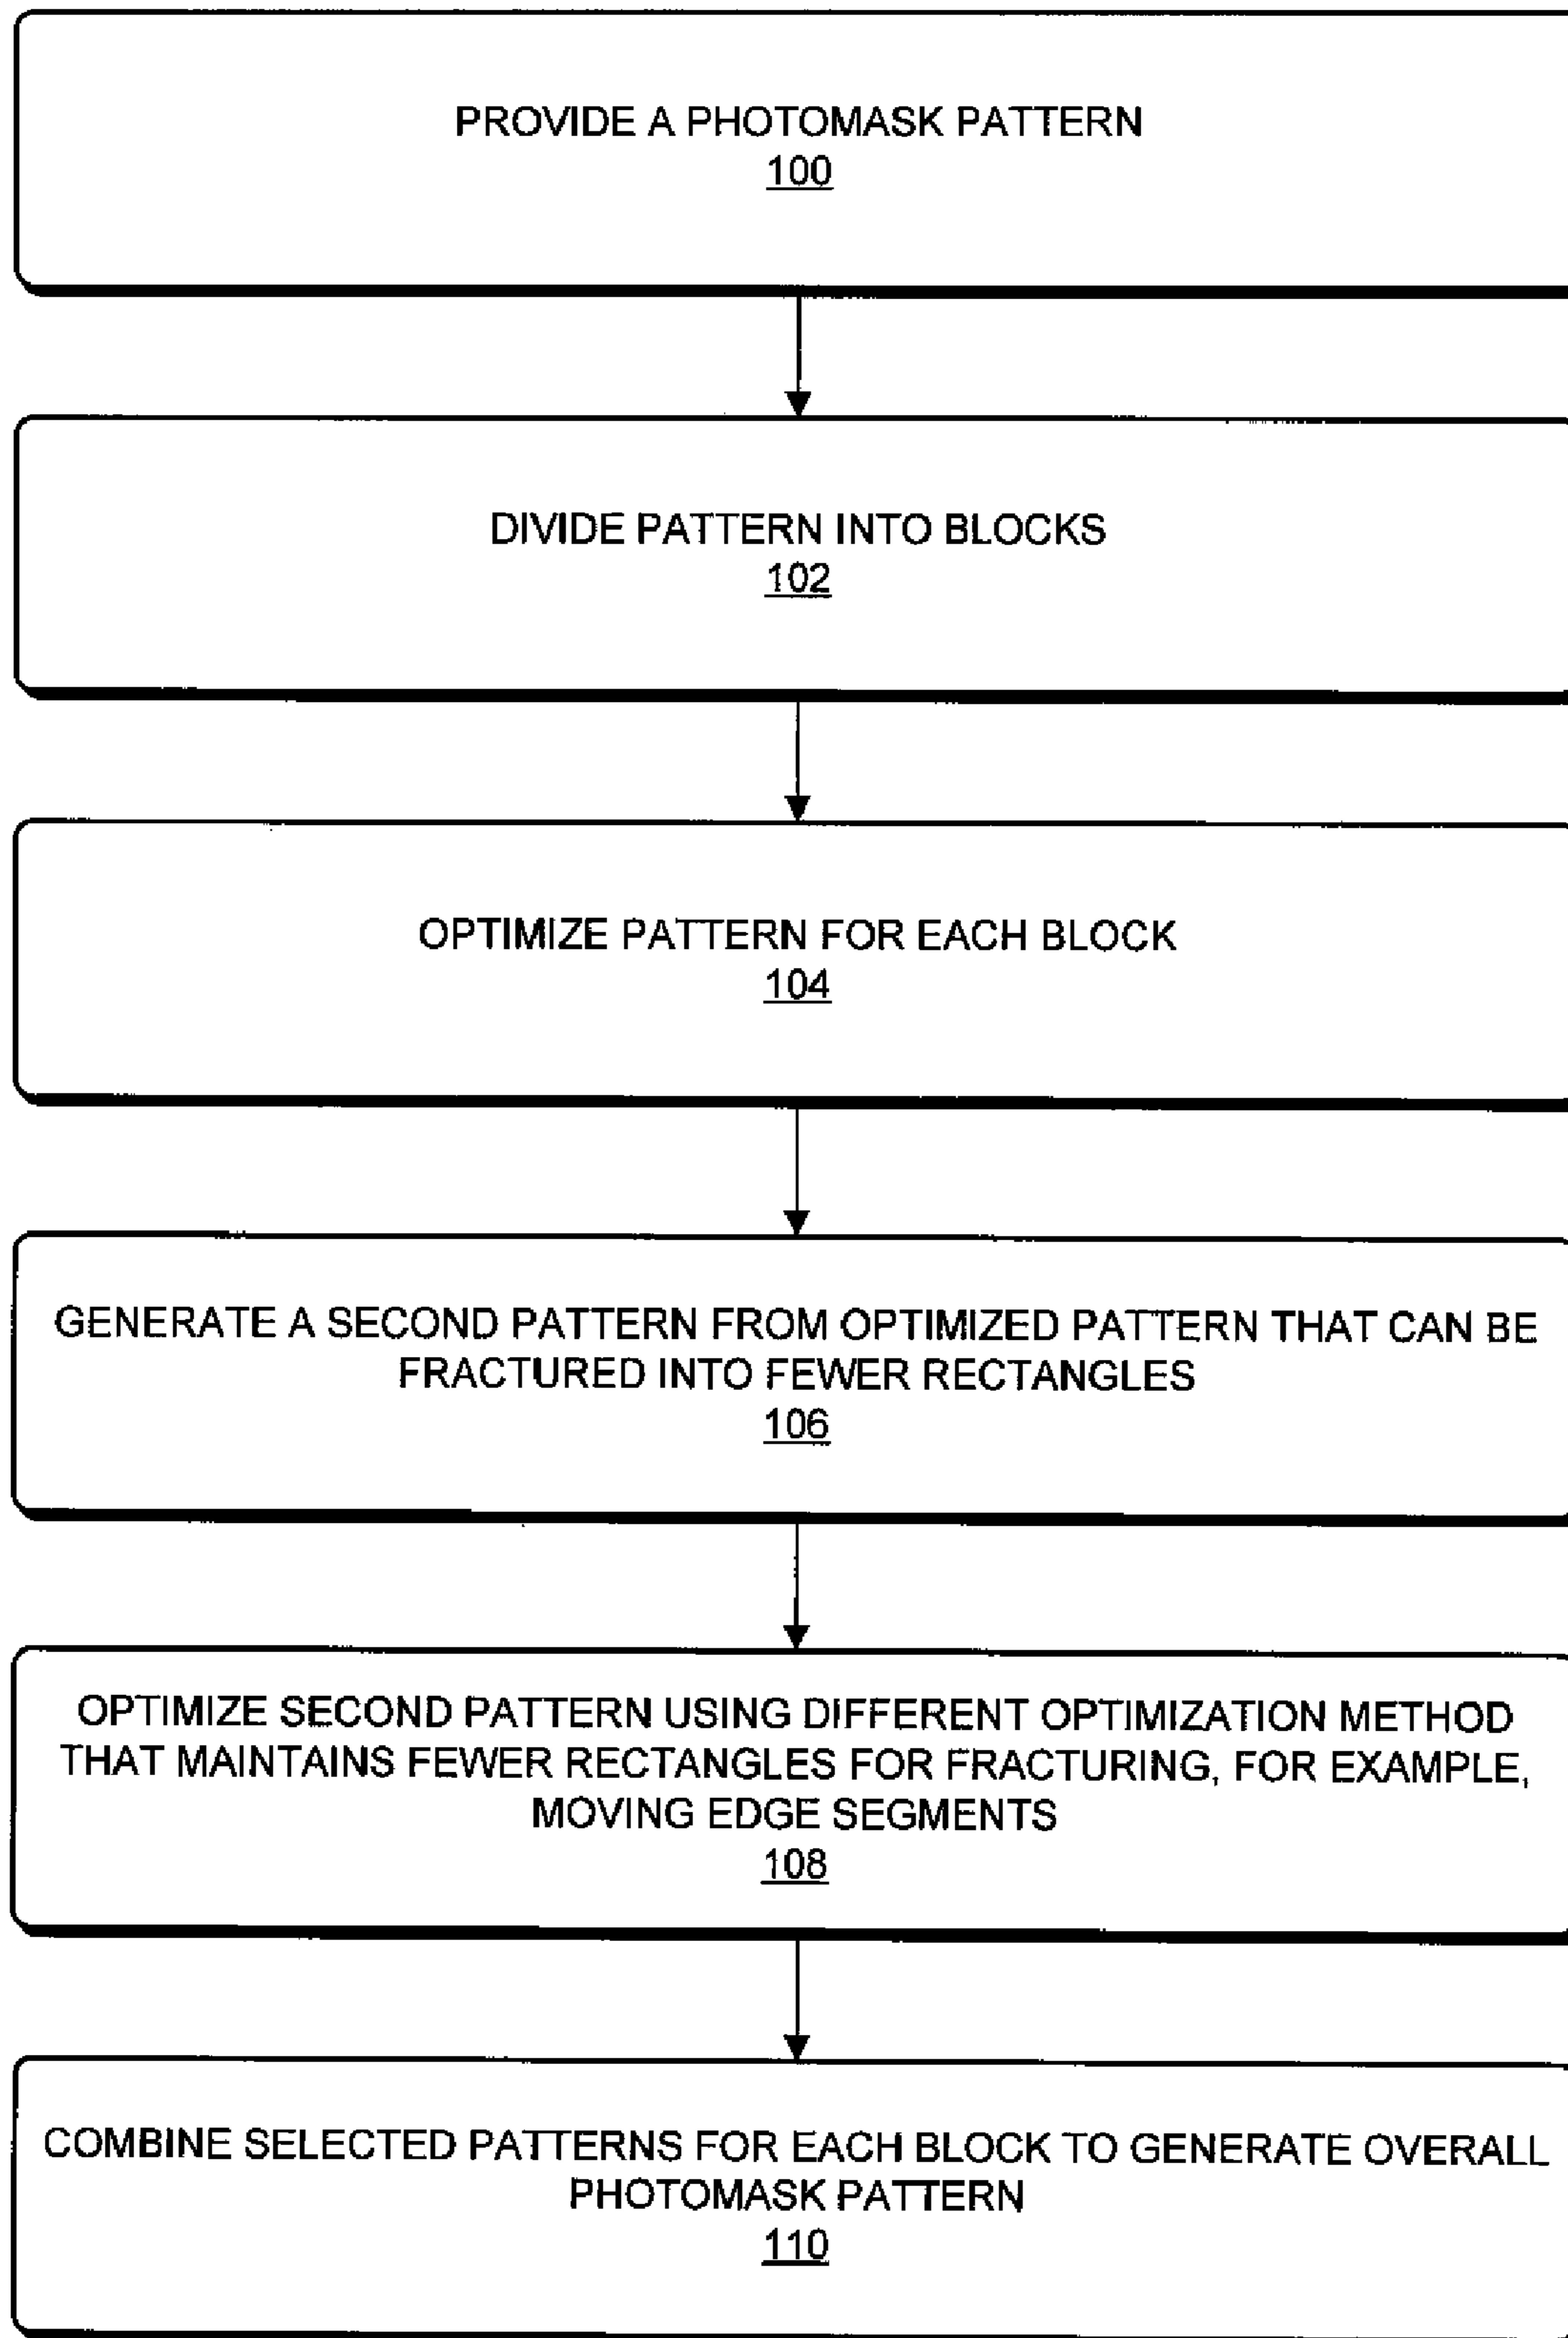 PROVIDE A PHOTOMASK PATTERN
100
DIVIDE PATTERN INTO BLOCKS
102
OPTIMIZE PATTERN FOR EACH BLOCK
104
GENERATE A SECOND PATTERN FROM OPTIMIZED PATTERN THAT CAN BE
FRACTURED INTO FEWER RECTANGLES
106
OPTIMIZE SECOND PATTERN USING DIFFERENT OPTIMIZATION METHOD
THAT MAINTAINS FEWER RECTANGLES FOR FRACTURING, FOR EXAMPLE,
MOVING EDGE SEGMENTS
108
COMBINE SELECTED PATTERNS FOR EACH BLOCK TO GENERATE OVERALL
PHOTOMASK PATTERN
110